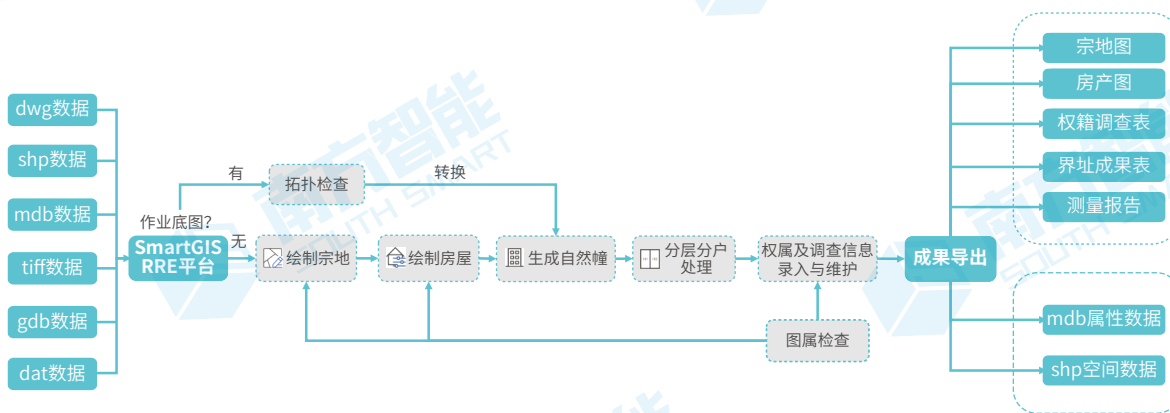 dwg数据
shp数据
mdb数据
tiff数据
gdb数据
dat数据
作业底图?
SmartGIS
RRE平台
有
无
拓扑检查
转换
绘制宗地
绘制房屋
生成自然幢
分层分户
处理
权属及调查信息
录入与维护
图属检查
成果导出
宗地图
房产图
权籍调查表
界址成果表
测量报告
mdb属性数据
shp空间数据
南方智能
SOUTH SMART
南方智能
SOUTH SMART